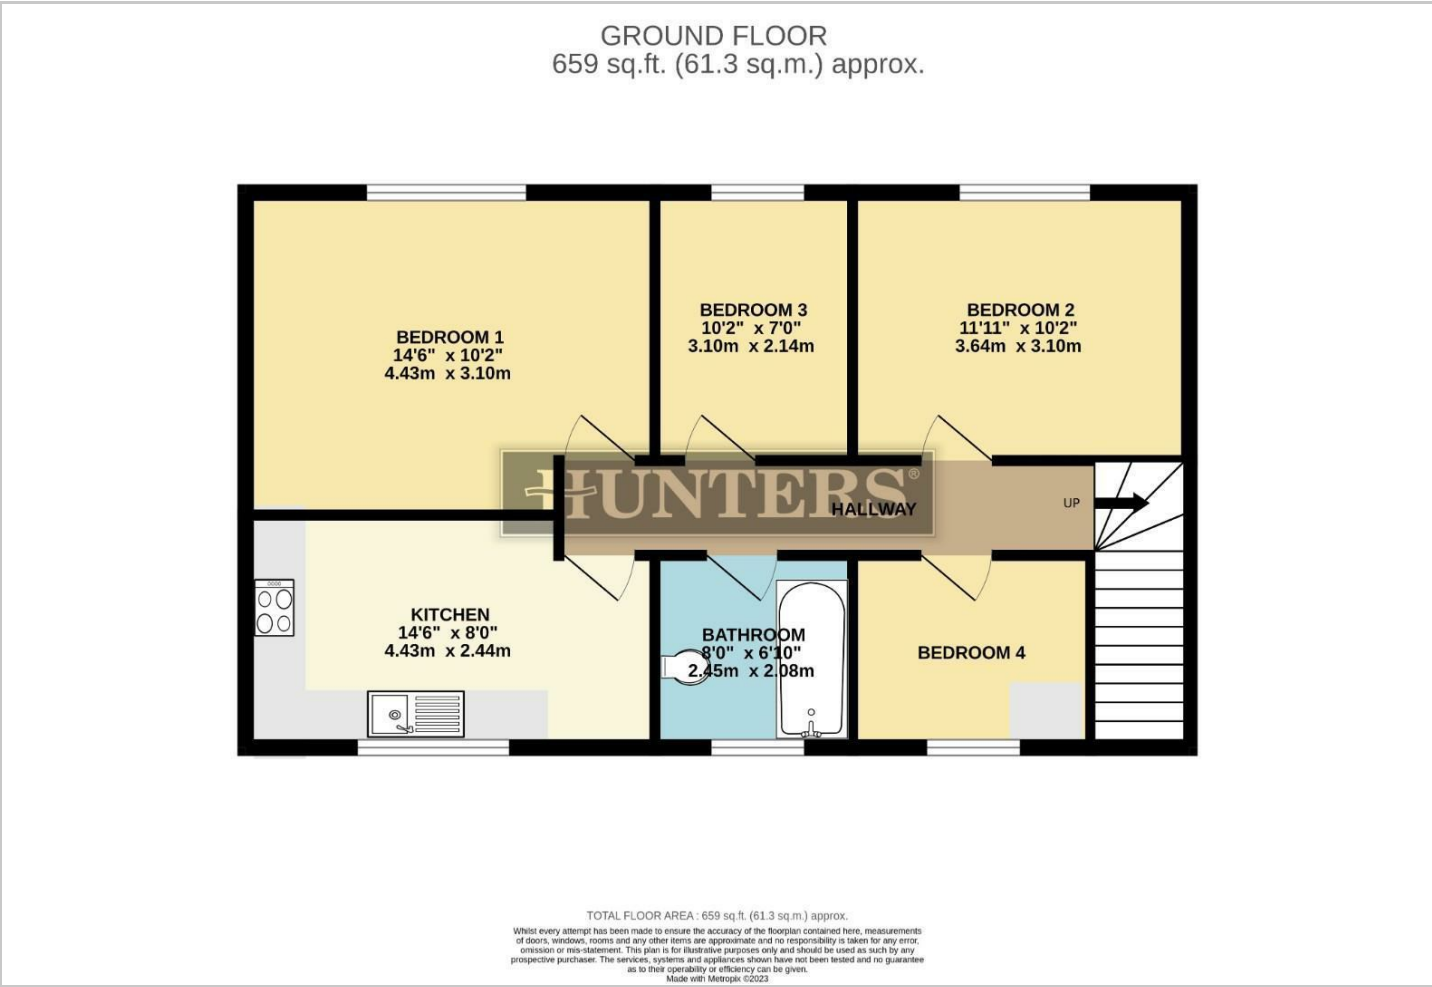 GROUND FLOOR
659 sq.ft. (61.3 sq.m.) approx.
BEDROOM 1
14'6" x 10'2"
4.43m x 3.10m
BEDROOM 3
10'2" x 7'0"
3.10m x 2.14m
BEDROOM 2
11'11" x 10'2"
3.64m x 3.10m
HUNTERS®
HALLWAY
UP
KITCHEN
14'6" x 8'0"
4.43m x 2.44m
BATHROOM
8'0" x 6'10"
2.45m x 2.08m
BEDROOM 4
TOTAL FLOOR AREA : 659 sq.ft. (61.3 sq.m.) approx.
Whilst every attempt has been made to ensure the accuracy of the floorplan contained here, measurements
of doors, windows, rooms and any other items are approximate and no responsibility is taken for any error,
omission or mis-statement. This plan is for illustrative purposes only and should be used as such by any
prospective purchaser. The services, systems and appliances shown have not been tested and no guarantee
as to their operability or efficiency can be given.
Made with Metropix ©2023